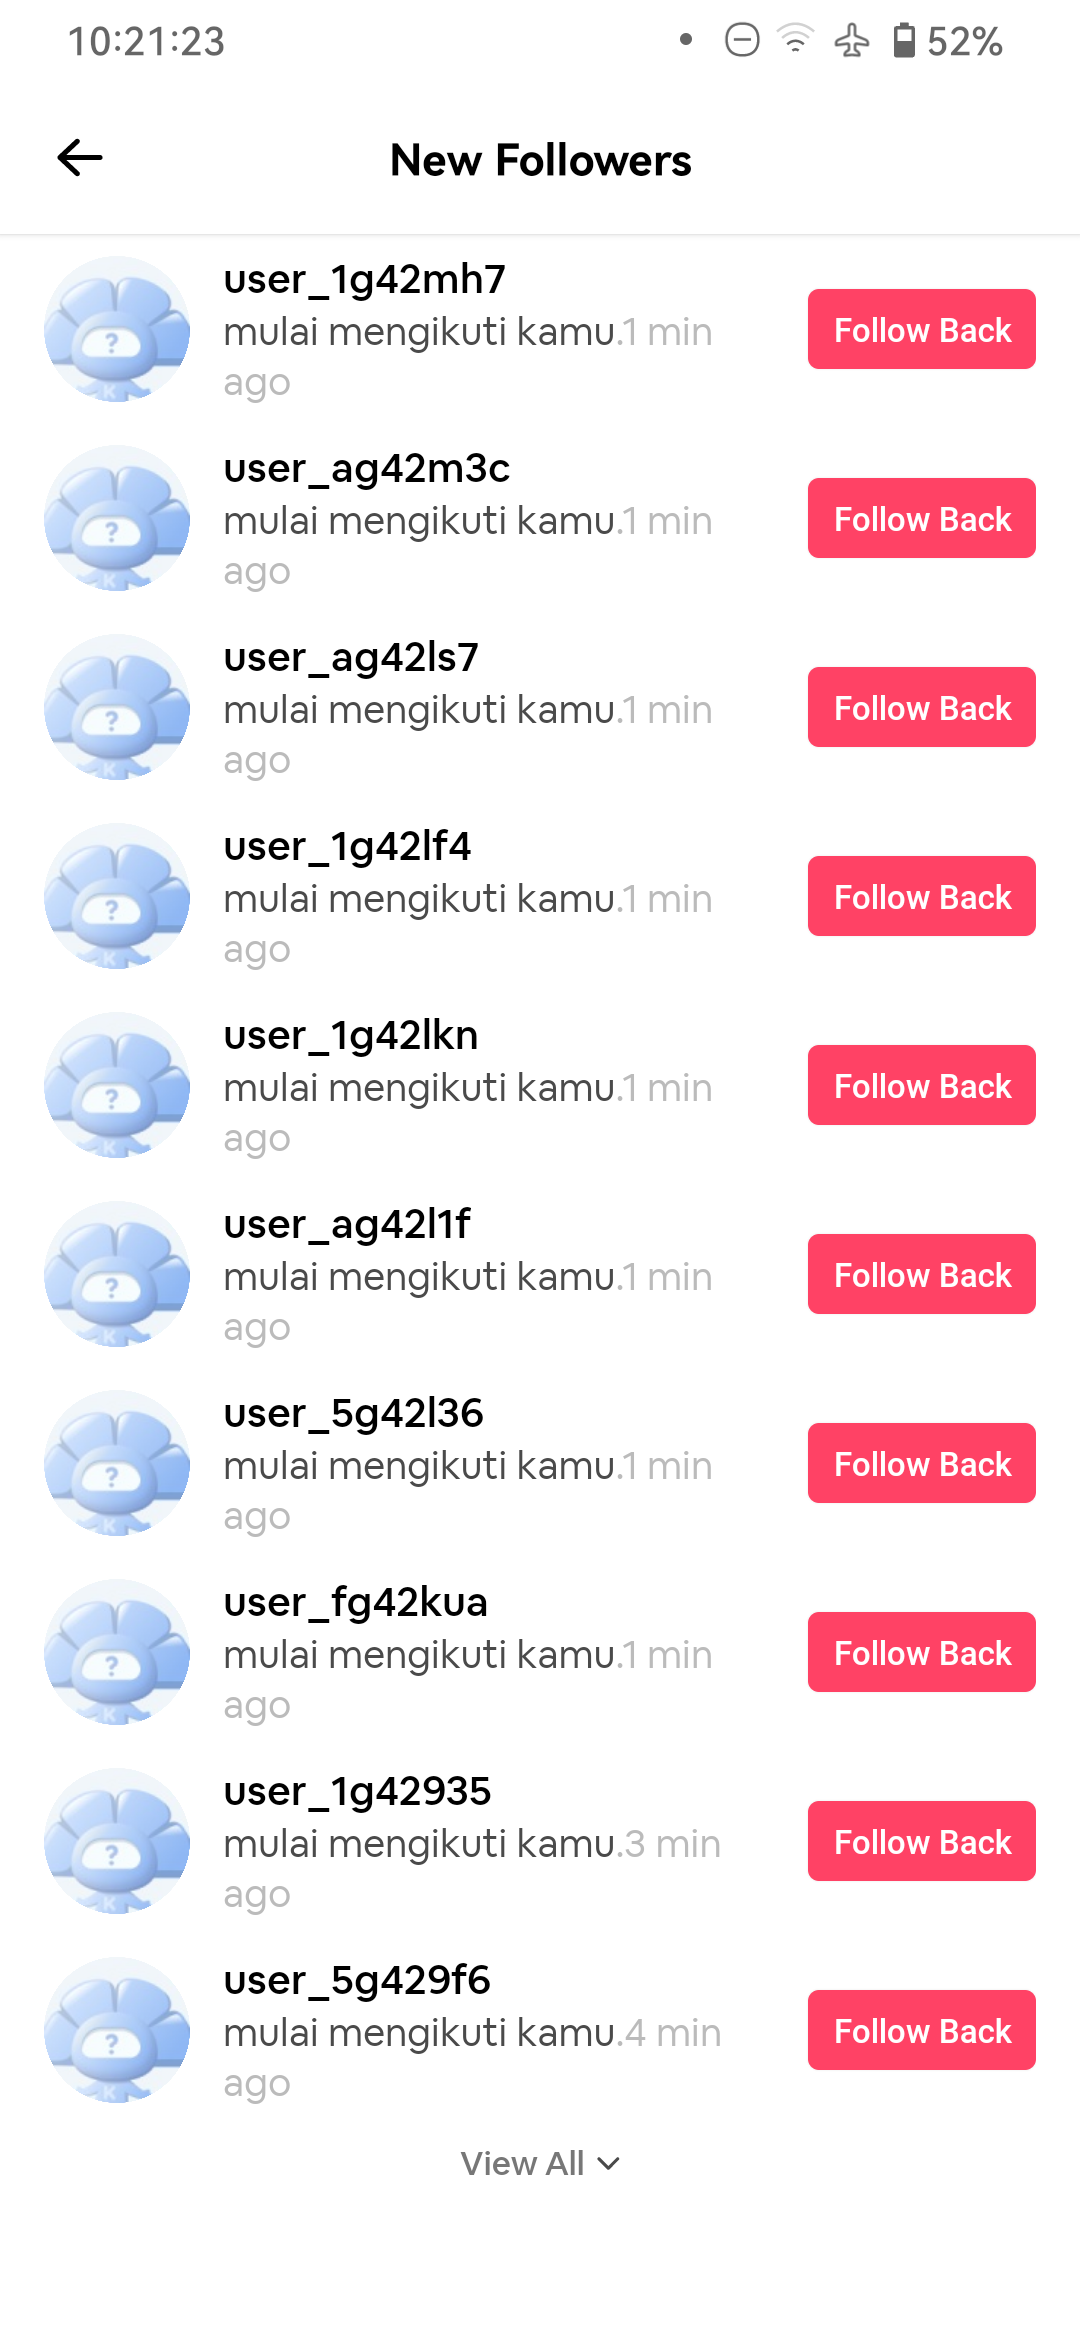 10:21:23 52%
New Followers
user_1g42mh7
mulai mengikuti kamu.1 min
ago
Follow Back
user_ag42m3c
mulai mengikuti kamu.1 min
ago
Follow Back
user_ag42ls7
mulai mengikuti kamu.1 min
ago
Follow Back
user_1g42lf4
mulai mengikuti kamu.1 min
ago
Follow Back
user_1g42lkn
mulai mengikuti kamu.1 min
ago
Follow Back
user_ag42l1f
mulai mengikuti kamu.1 min
ago
Follow Back
user_5g42l36
mulai mengikuti kamu.1 min
ago
Follow Back
user_fg42kua
mulai mengikuti kamu.1 min
ago
Follow Back
user_1g42935
mulai mengikuti kamu.3 min
ago
Follow Back
user_5g429f6
mulai mengikuti kamu.4 min
ago
Follow Back
View All